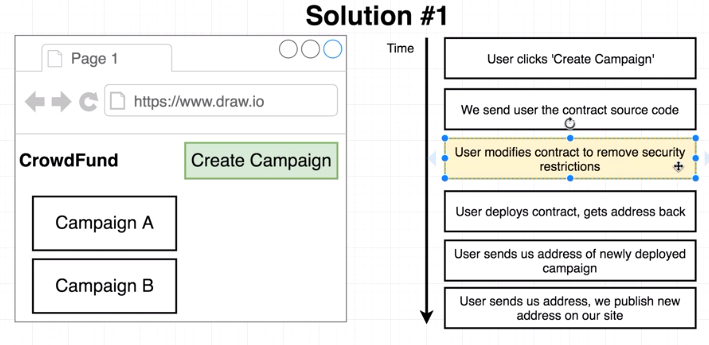 Solution #1
Page 1
https://www.draw.io
CrowdFund
Create Campaign
Campaign A
Campaign B
Time
User clicks 'Create Campaign'
We send user the contract source code
User modifies contract to remove security
restrictions
User deploys contract, gets address back
User sends us address of newly deployed
campaign
User sends us address, we publish new
address on our site